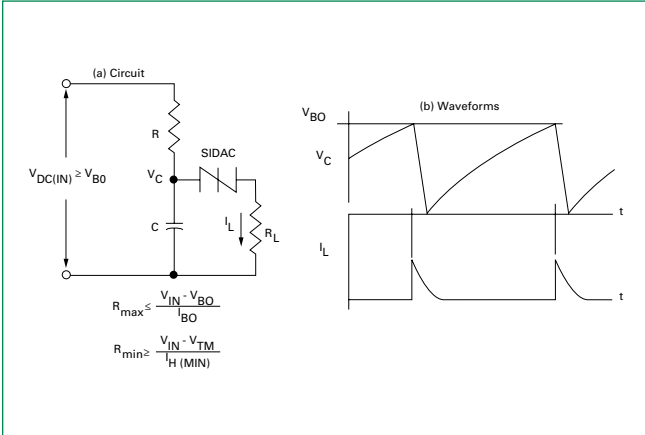 (a) Circuit
R
SIDAC
V_DC(IN) ≥ V_B0
V_C
C
I_L
R_L
R_max ≤ (V_IN - V_BO) / I_BO
R_min ≥ (V_IN - V_TM) / I_H (MIN)
(b) Waveforms
V_BO
V_C
t
I_L
t